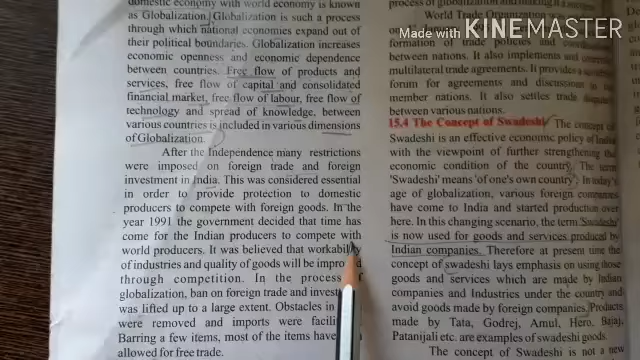 domestic economy with world economy is known
as Globalization. Globalization is such a process
through which national economies expand out of
their political boundaries. Globalization increases
economic openness and economic dependence
between countries. Free flow of products and
services, free flow of capital and consolidated
financial market, free flow of labour, free flow of
technology and spread of knowledge, between
various countries is included in various dimensions
of Globalization.
After the Independence many restrictions
were imposed on foreign trade and foreign
investment in India. This was considered essential
in order to provide protection to domestic
producers to compete with foreign goods. In the
year 1991 the government decided that time has
come for the Indian producers to compete with
world producers. It was believed that workability
of industries and quality of goods will be
through competition. In the process
globalization, ban on foreign trade and
was lifted up to a large extent. Obstacles in
were removed and imports were
Barring a few items, most of the items have
allowed for free trade.
process of globalization and making it a
World Trade Organization
formation of trade policies and
between nations. It also implements and
multilateral trade agreements. It provides a
forum for agreements and discussions
member nations. It also settles trade
between various nations.
15.4 The Concept of Swadeshi The concept of
Swadeshi is an effective economic policy of
with the viewpoint of further strengthening the
economic condition of the country. The term
'Swadeshi' means 'of one's own country'. In today's
age of globalization, various foreign companies
have come to India and started production over
here. In this changing scenario, the term 'Swadeshi'
is now used for goods and services produced by
Indian companies. Therefore at present time the
concept of swadeshi lays emphasis on using those
goods and services which are made by Indian
companies and Industries under the country and
avoid goods made by foreign companies. Products
made by Tata, Godrej, Amul, Hero, Bajaj,
Patanjali etc. are examples of swadeshi goods.
The concept of Swadeshi is not a new
Made with KINEMASTER